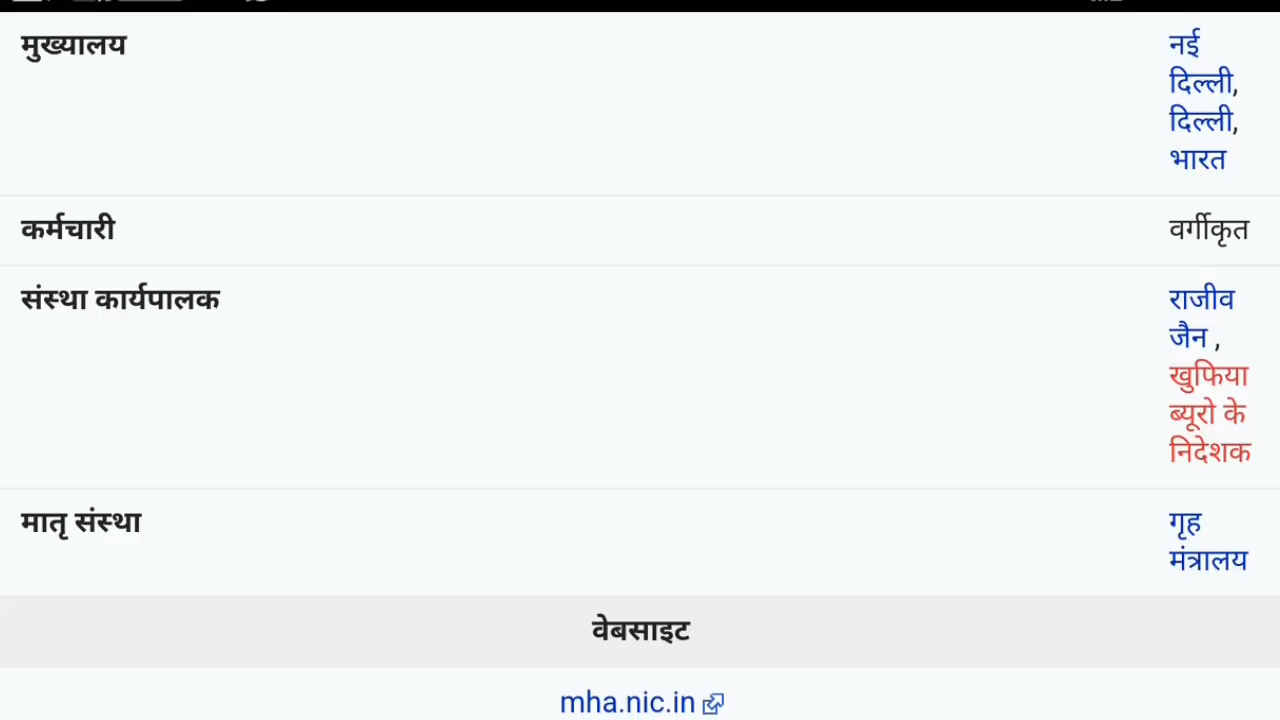 मुख्यालय
नई
दिल्ली,
दिल्ली,
भारत
कर्मचारी
वर्गीकृत
संस्था कार्यपालक
राजीव
जैन ,
खुफिया
ब्यूरो के
निदेशक
मातृ संस्था
गृह
मंत्रालय
वेबसाइट
mha.nic.in